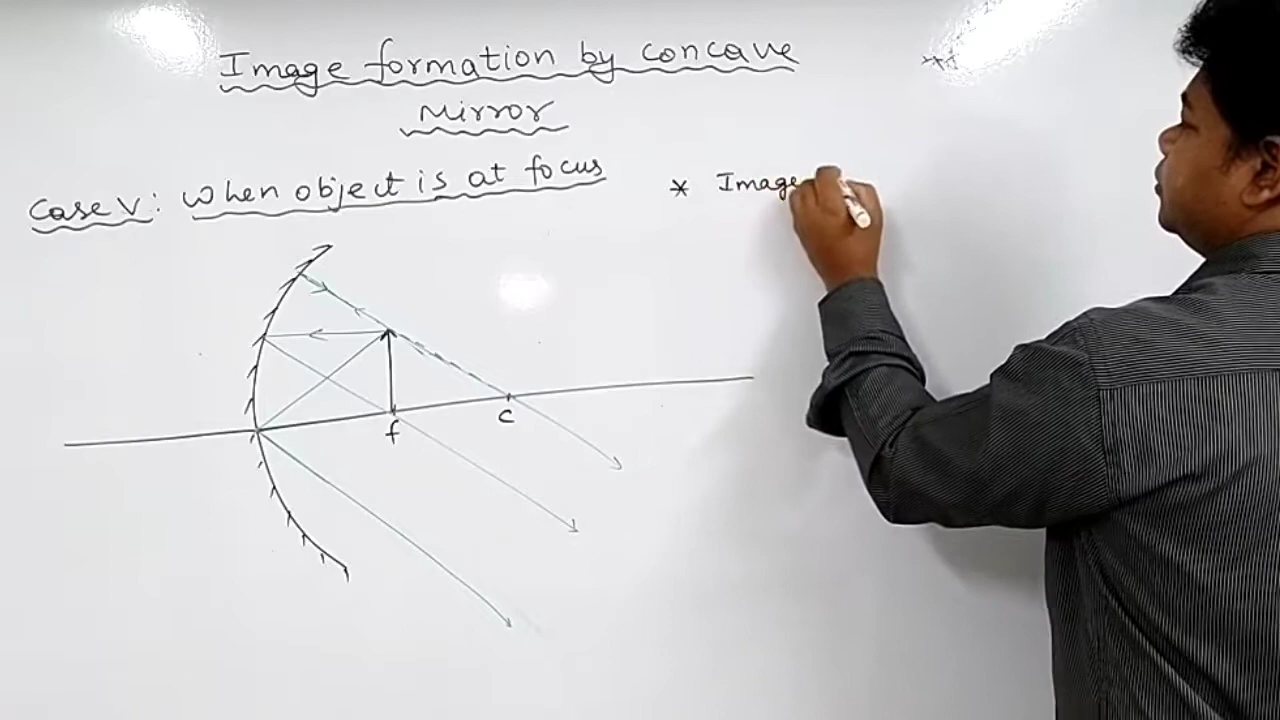 Image formation by concave
Mirror
Case V: When object is at focus
* Image
f
C